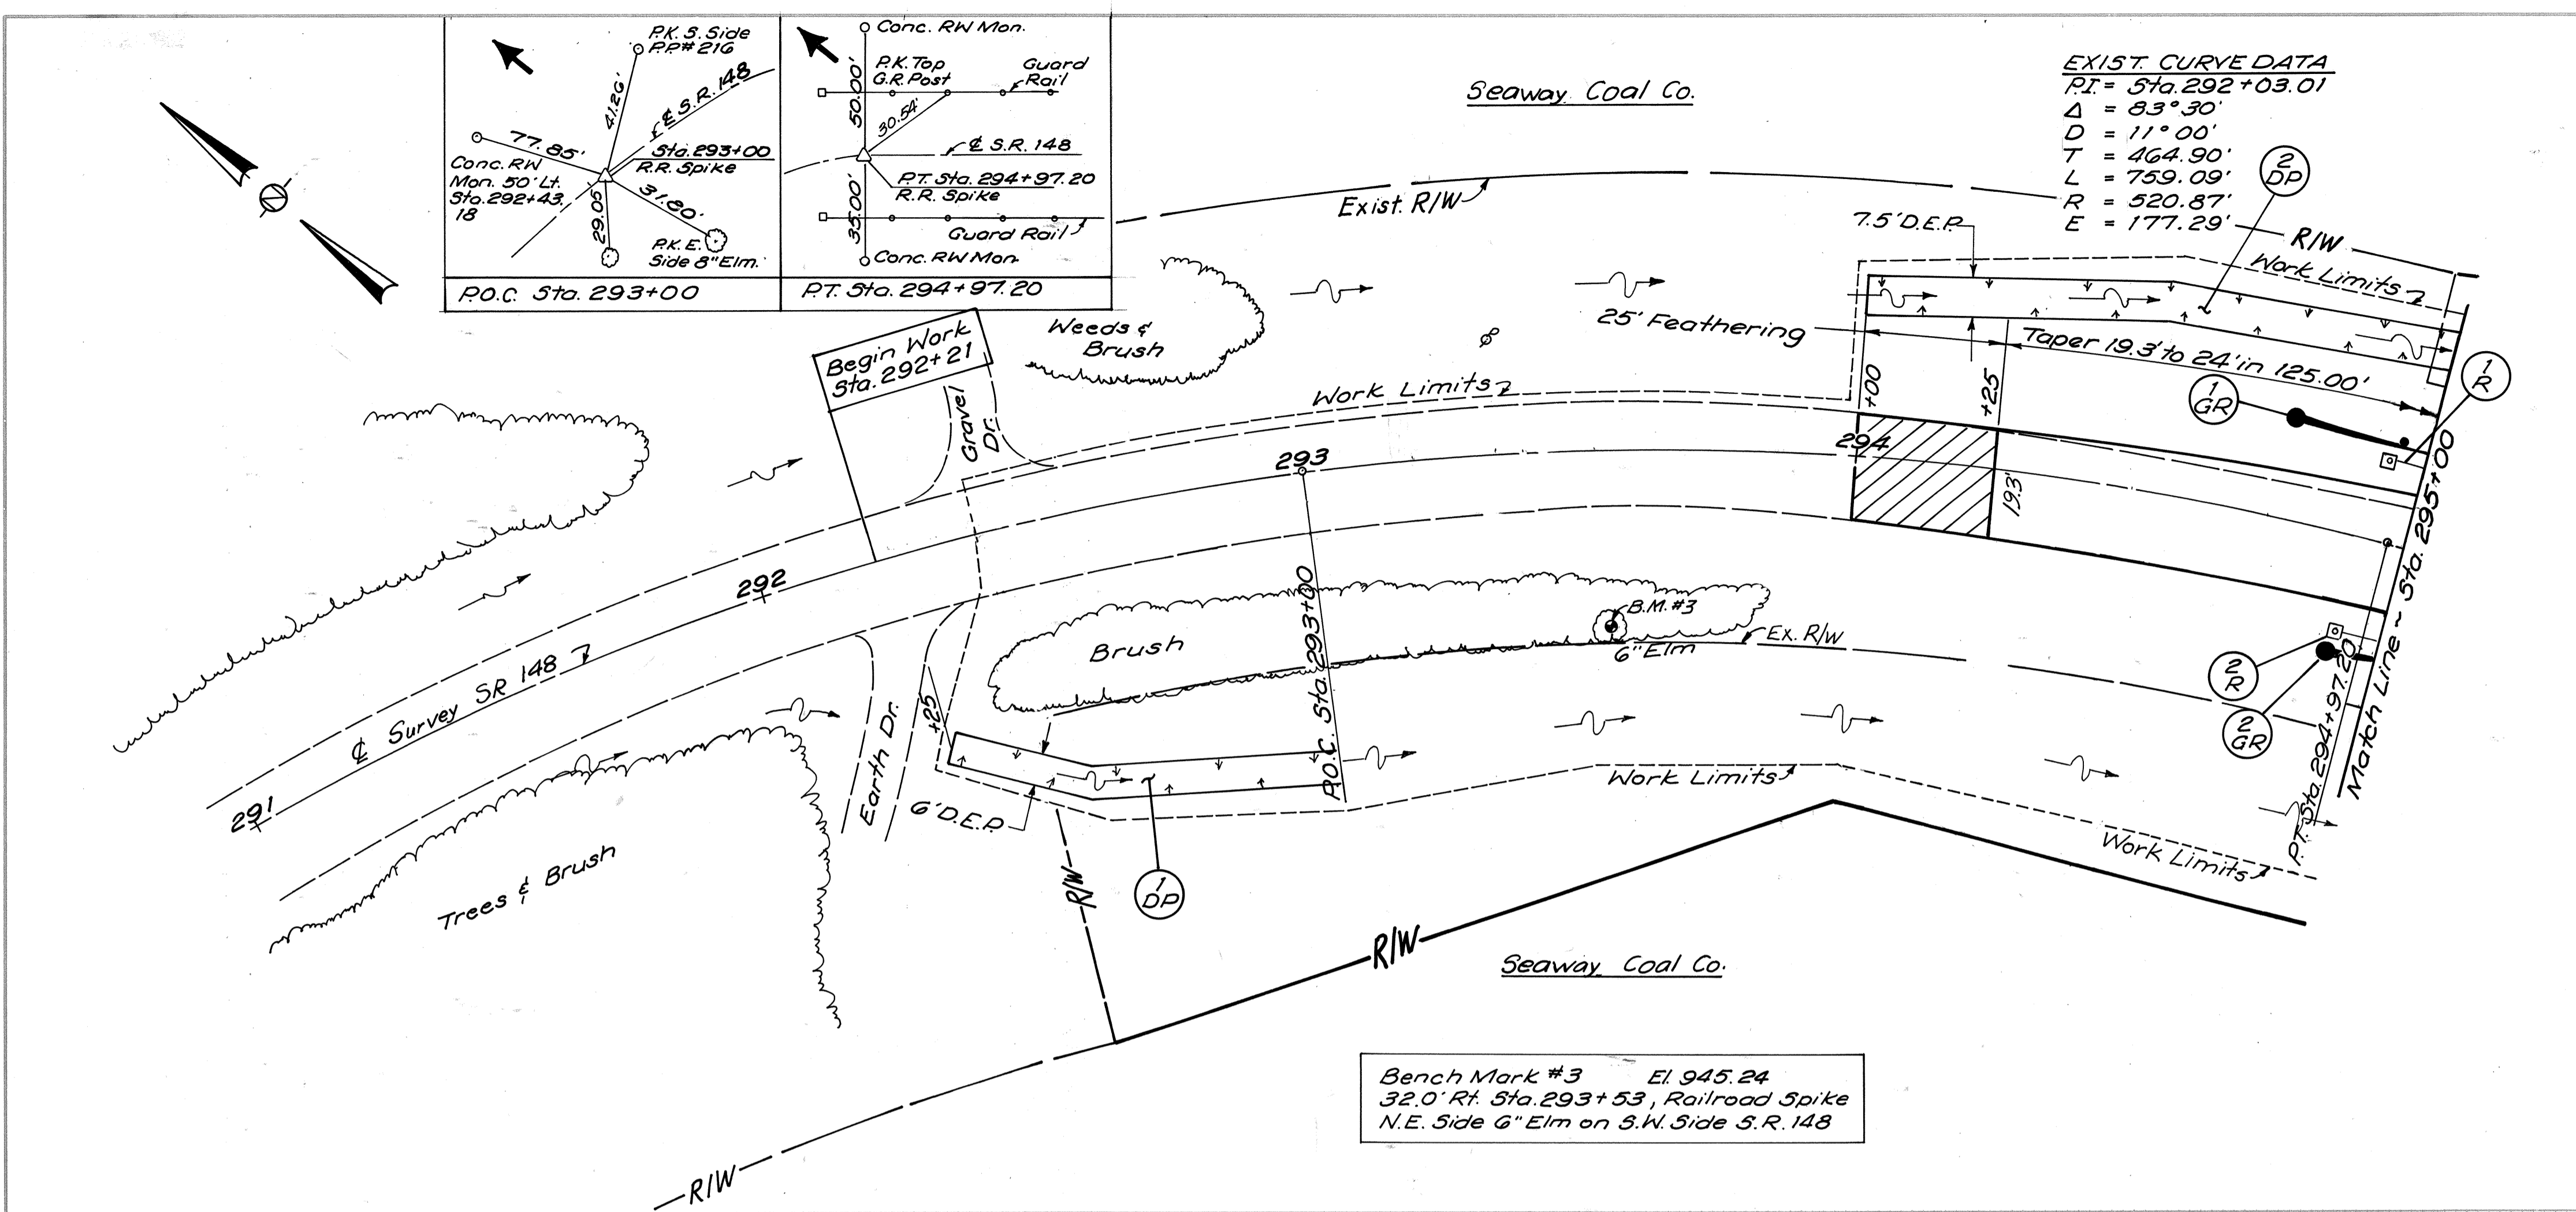 P.K. S. Side
P.P.# 216
41.26'
℄ S.R. 148
77.85'
Sta. 293+00
R.R. Spike
Conc. RW
Mon. 50' Lt.
Sta. 292+43.
18
29.05'
31.80'
P.K. E.
Side 8" Elm.
P.O.C. Sta. 293+00
Conc. RW Mon.
50.00'
P.K. Top
G.R. Post
Guard
Rail
30.54'
℄ S.R. 148
P.T. Sta. 294+97.20
R.R. Spike
35.00'
Guard Rail
Conc. RW Mon.
P.T. Sta. 294+97.20
Seaway Coal Co.
EXIST. CURVE DATA
P.I. = Sta. 292+03.01
Δ = 83°30'
D = 11°00'
T = 464.90'
L = 759.09'
R = 520.87'
E = 177.29'
2
DP
Exist. R/W
7.5' D.E.P.
R/W
Work Limits
Begin Work
Sta. 292+21
Weeds &
Brush
25' Feathering
Taper 19.3' to 24' in 125.00'
1
R
1
GR
+00
+25
Work Limits
Gravel
Dr.
293
294
19.3'
292
℄ Survey SR 148
291
Brush
P.O.C. Sta. 293+00
B.M. #3
6" Elm
Ex. R/W
2
R
2
GR
P.T. Sta. 294+97.20
Match Line ~ Sta. 295+00
+25
Earth Dr.
6' D.E.P.
Work Limits
Work Limits
Trees & Brush
R/W
1
DP
R/W
Seaway Coal Co.
Bench Mark #3 El. 945.24
32.0' Rt. Sta. 293+53, Railroad Spike
N.E. Side 6" Elm on S.W. Side S.R. 148
R/W